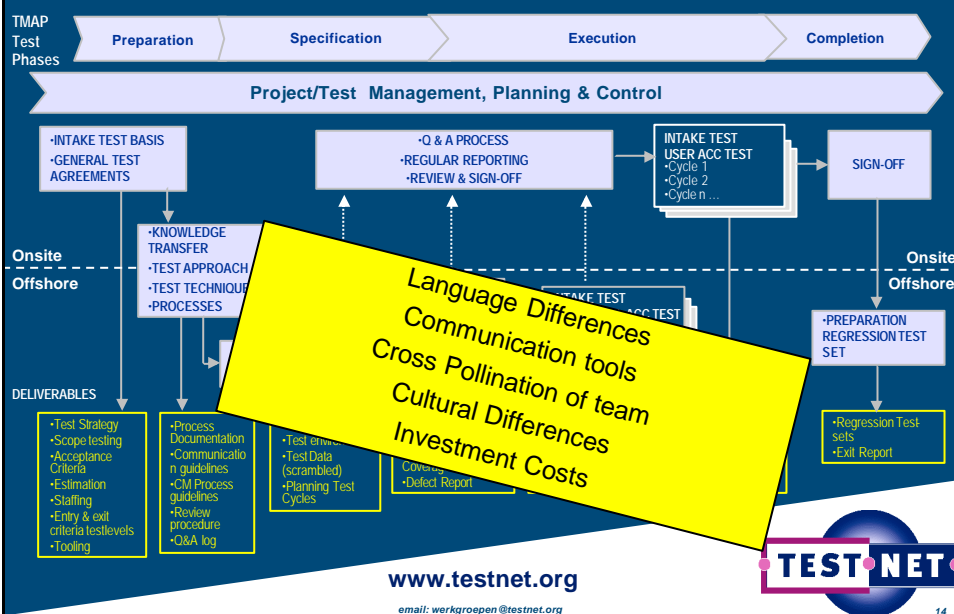 TMAP
Test
Phases
Preparation
Specification
Execution
Completion
Project/Test Management, Planning & Control
•INTAKE TEST BASIS
•GENERAL TEST
AGREEMENTS
•Q & A PROCESS
•REGULAR REPORTING
•REVIEW & SIGN-OFF
INTAKE TEST
USER ACC TEST
•Cycle 1
•Cycle 2
•Cycle n ...
SIGN-OFF
•KNOWLEDGE
TRANSFER
•TEST APPROACH
•TEST TECHNIQUE
•PROCESSES
Onsite
Offshore
Onsite
Offshore
INTAKE TEST
ACC TEST
Language Differences
Communication tools
Cross Pollination of team
Cultural Differences
Investment Costs
•PREPARATION
REGRESSION TEST
SET
DELIVERABLES
•Test Strategy
•Scope testing
•Acceptance
Criteria
•Estimation
•Staffing
•Entry & exit
criteria testlevels
•Tooling
•Process
Documentation
•Communicatio
n guidelines
•CM Process
guidelines
•Review
procedure
•Q&A log
•Test enviro
•Test Data
(scrambled)
•Planning Test
Cycles
Coverag
•Defect Report
•Regression Test-
sets
•Exit Report
www.testnet.org
email: werkgroepen@testnet.org
TEST NET
14